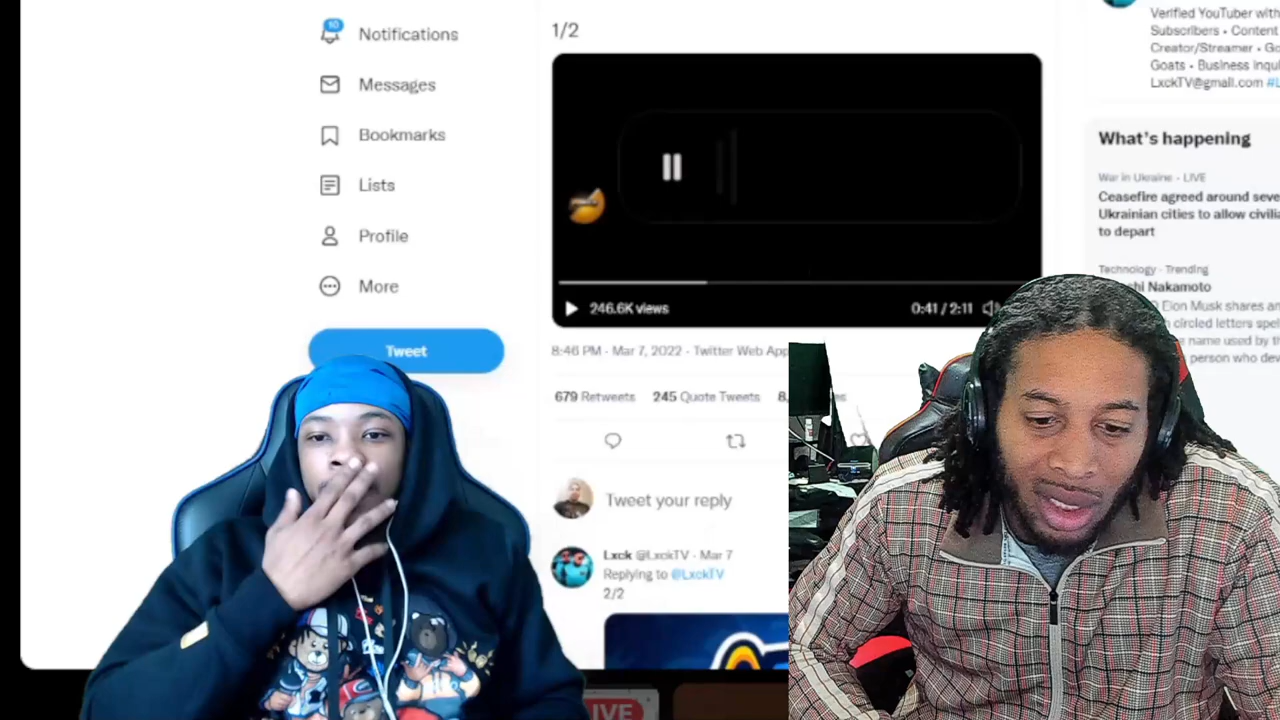 10
Notifications
Messages
Bookmarks
Lists
Profile
More
Tweet
1/2
246.6K views
0:41 / 2:11
8:46 PM · Mar 7, 2022 · Twitter Web App
679 Retweets 245 Quote Tweets 8,
Tweet your reply
Lxck @LxckTV · Mar 7
Replying to @LxckTV
2/2
Verified YouTuber with
Subscribers • Content
Creator/Streamer • Go
Goats • Business Inqui
LxckTV@gmail.com #L
What's happening
War in Ukraine · LIVE
Ceasefire agreed around seve
Ukrainian cities to allow civilia
to depart
Technology · Trending
shi Nakamoto
Elon Musk shares an
circled letters spel
name used by th
person who dev
LIVE